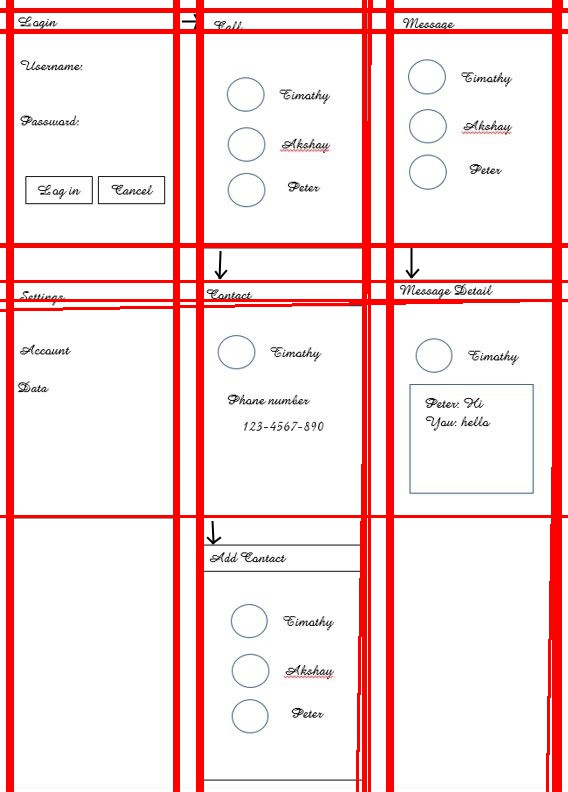 Login
Username:
Password:
Log in
Cancel
Call
Timothy
Akshay
Peter
Message
Timothy
Akshay
Peter
Settings
Account
Data
Contact
Timothy
Phone number
123-4567-890
Message Detail
Timothy
Peter: Hi
You: hello
Add Contact
Timothy
Akshay
Peter